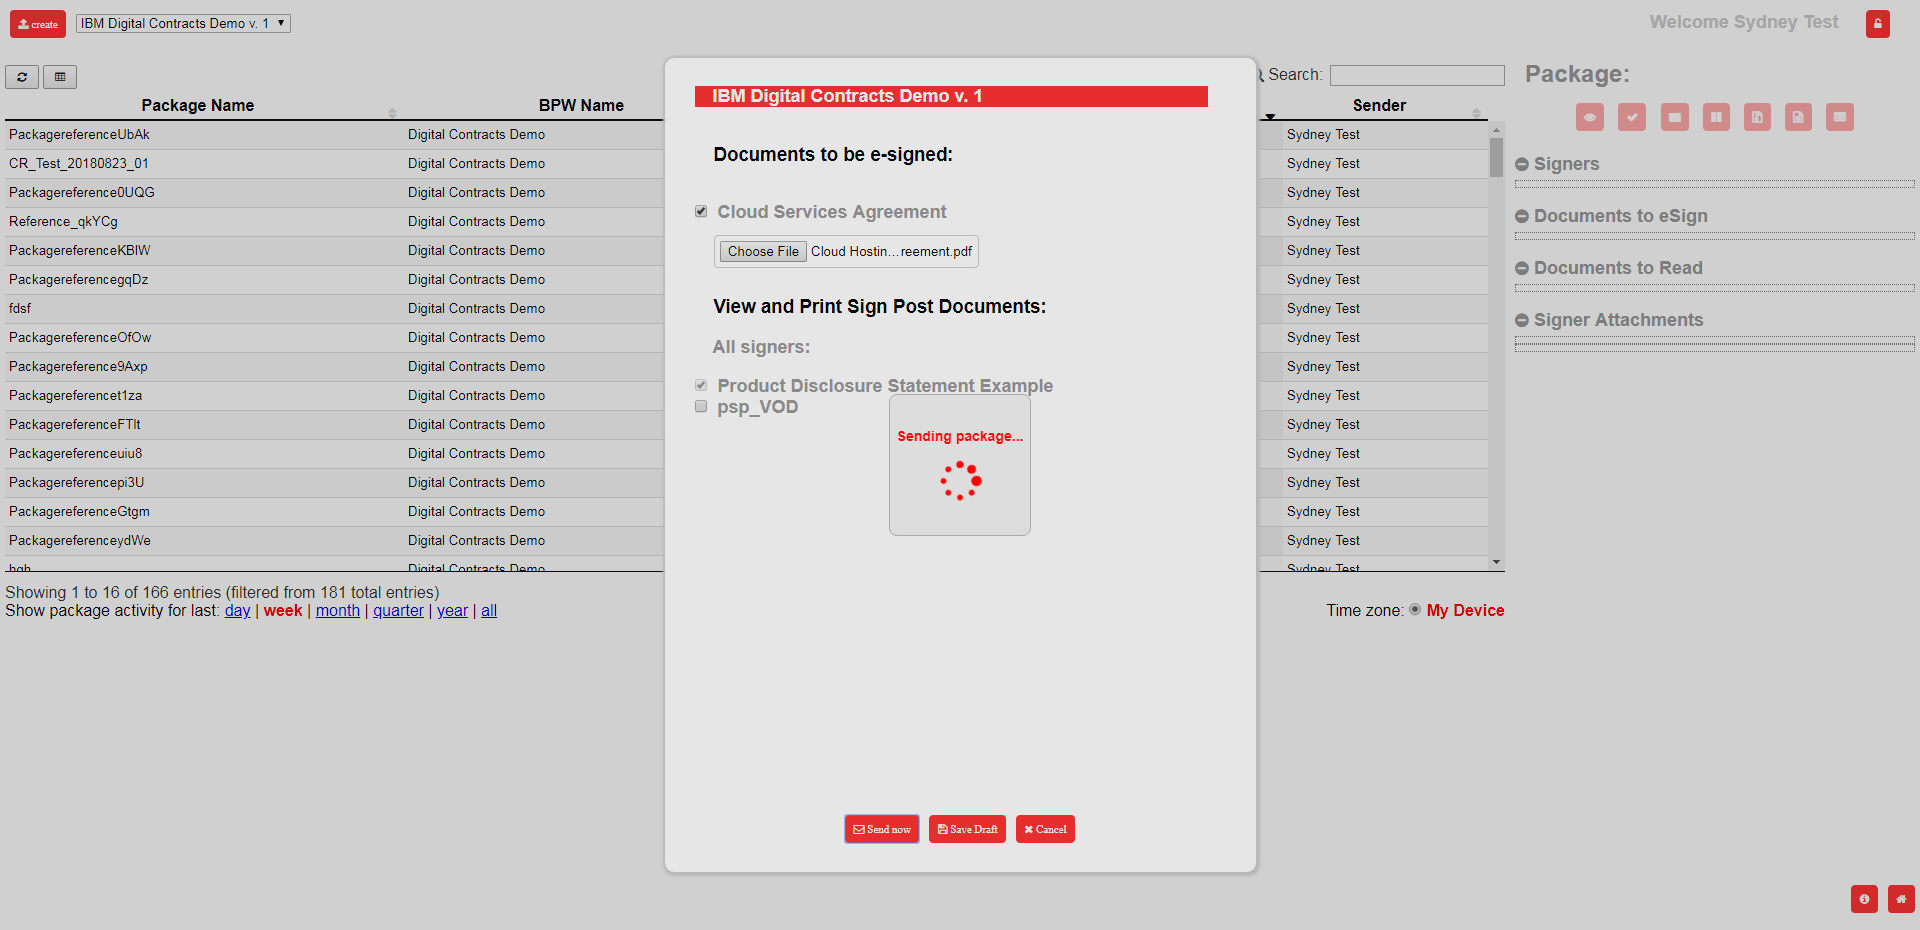 create IBM Digital Contracts Demo v. 1 Welcome Sydney Test
Search:
Package Name BPW Name Sender
PackagereferenceUbAk Digital Contracts Demo Sydney Test
CR_Test_20180823_01 Digital Contracts Demo Sydney Test
Packagereference0UQG Digital Contracts Demo Sydney Test
Reference_qkYCg Digital Contracts Demo Sydney Test
Digital Contracts Demo Sydney Test
PackagereferencegqDz Digital Contracts Demo Sydney Test
fdsf Digital Contracts Demo Sydney Test
PackagereferenceOfOw Digital Contracts Demo Sydney Test
Packagereference9Axp Digital Contracts Demo Sydney Test
Packagereferencet1za Digital Contracts Demo Sydney Test
Digital Contracts Demo Sydney Test
Packagereferenceuiu8 Digital Contracts Demo Sydney Test
Packagereferencepi3U Digital Contracts Demo Sydney Test
PackagereferenceGtgm Digital Contracts Demo Sydney Test
PackagereferenceydWe Digital Contracts Demo Sydney Test
hgh Digital Contracts Demo Sydney Test
Showing 1 to 16 of 166 entries (filtered from 181 total entries)
Show package activity for last: day | week | month | quarter | year | all
Time zone: My Device
IBM Digital Contracts Demo v. 1
Documents to be e-signed:
Cloud Services Agreement
Choose File Cloud Hostin...reement.pdf
View and Print Sign Post Documents:
All signers:
Product Disclosure Statement Example
psp_VOD
Sending package...
Send now Save Draft Cancel
Package:
Signers
Documents to eSign
Documents to Read
Signer Attachments